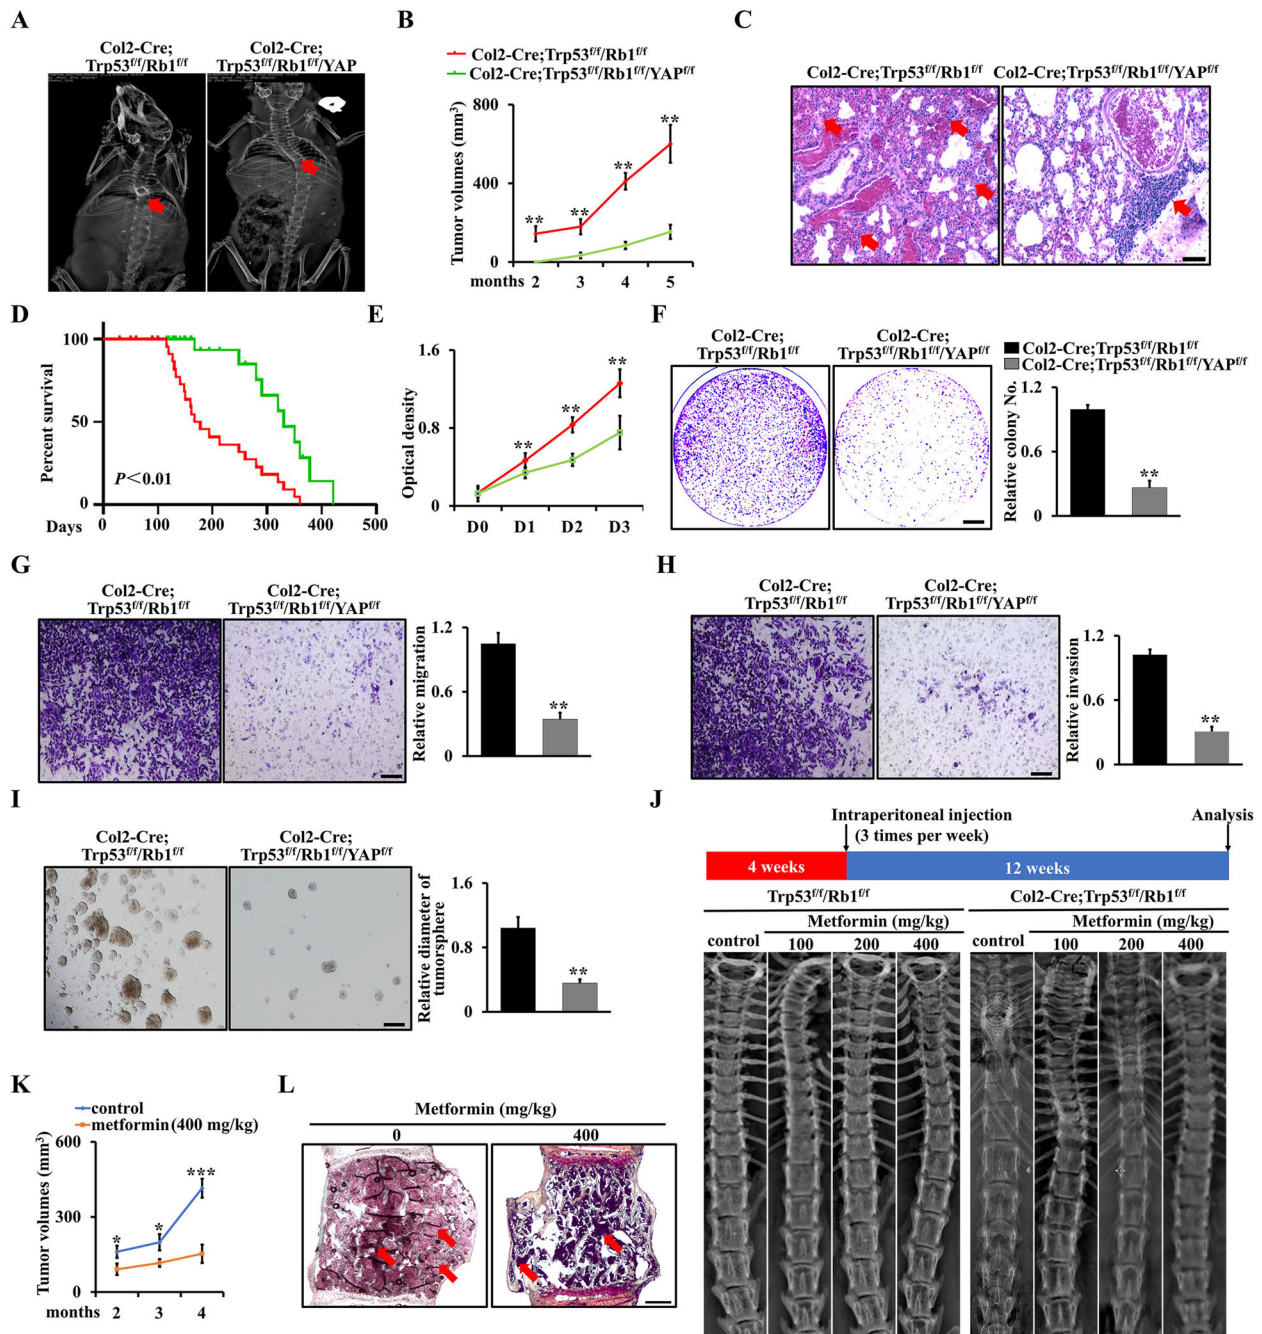 A
Col2-Cre;
Trp53f/f/Rb1f/f
Col2-Cre;
Trp53f/f/Rb1f/f/YAP
B
Col2-Cre;Trp53f/f/Rb1f/f
Col2-Cre;Trp53f/f/Rb1f/f/YAPf/f
Tumor volumes (mm3)
800
400
0
**
**
**
**
months 2 3 4 5
C
Col2-Cre;Trp53f/f/Rb1f/f
Col2-Cre;Trp53f/f/Rb1f/f/YAPf/f
D
Percent survival
100
50
0
P<0.01
Days
0 100 200 300 400 500
E
Optical density
1.6
0.8
0
**
**
**
D0 D1 D2 D3
F
Col2-Cre;
Trp53f/f/Rb1f/f
Col2-Cre;
Trp53f/f/Rb1f/f/YAPf/f
Col2-Cre;Trp53f/f/Rb1f/f
Col2-Cre;Trp53f/f/Rb1f/f/YAPf/f
Relative colony No.
1.2
0.6
0
**
G
Col2-Cre;
Trp53f/f/Rb1f/f
Col2-Cre;
Trp53f/f/Rb1f/f/YAPf/f
Relative migration
1.2
0.6
0
**
H
Col2-Cre;
Trp53f/f/Rb1f/f
Col2-Cre;
Trp53f/f/Rb1f/f/YAPf/f
Relative invasion
1.2
0.6
0
**
I
Col2-Cre;
Trp53f/f/Rb1f/f
Col2-Cre;
Trp53f/f/Rb1f/f/YAPf/f
Relative diameter of
tumorsphere
1.6
0.8
0
**
J
Intraperitoneal injection
(3 times per week)
Analysis
4 weeks
12 weeks
Trp53f/f/Rb1f/f
Col2-Cre;Trp53f/f/Rb1f/f
Metformin (mg/kg)
Metformin (mg/kg)
control 100 200 400
control 100 200 400
K
control
metformin (400 mg/kg)
Tumor volumes (mm3)
600
300
0
*
*
***
months 2 3 4
L
Metformin (mg/kg)
0
400